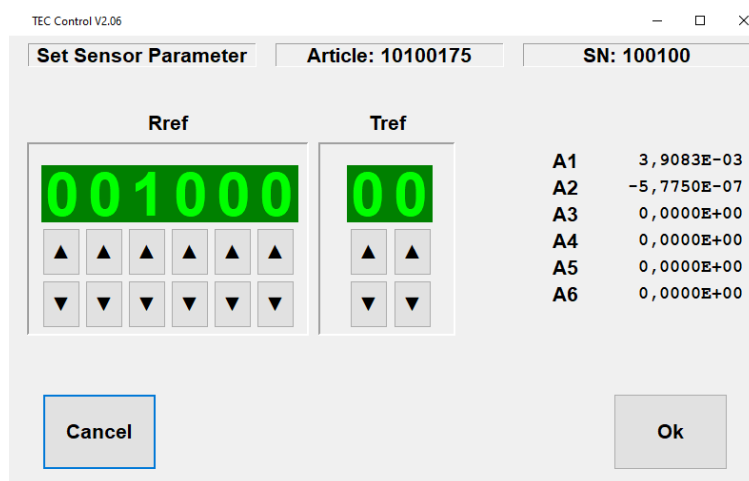 TEC Control V2.06
Set Sensor Parameter Article: 10100175 SN: 100100
Rref Tref
001000 00
A1 3,9083E-03
A2 -5,7750E-07
A3 0,0000E+00
A4 0,0000E+00
A5 0,0000E+00
A6 0,0000E+00
Cancel Ok